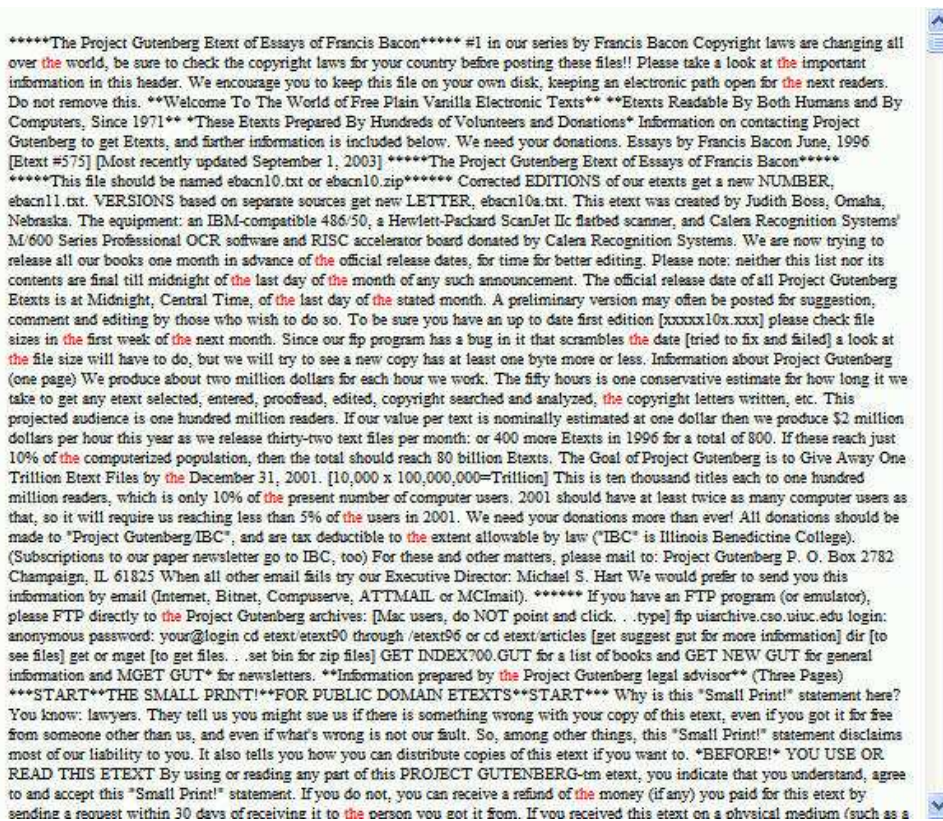 *****The Project Gutenberg Etext of Essays of Francis Bacon***** #1 in our series by Francis Bacon Copyright laws are changing all
over the world, be sure to check the copyright laws for your country before posting these files!! Please take a look at the important
information in this header. We encourage you to keep this file on your own disk, keeping an electronic path open for the next readers.
Do not remove this. **Welcome To The World of Free Plain Vanilla Electronic Texts** **Etexts Readable By Both Humans and By
Computers, Since 1971** *These Etexts Prepared By Hundreds of Volunteers and Donations* Information on contacting Project
Gutenberg to get Etexts, and further information is included below. We need your donations. Essays by Francis Bacon June, 1996
[Etext #575] [Most recently updated September 1, 2003] *****The Project Gutenberg Etext of Essays of Francis Bacon*****
*****This file should be named ebacn10.txt or ebacn10.zip****** Corrected EDITIONS of our etexts get a new NUMBER,
ebacn11.txt. VERSIONS based on separate sources get new LETTER, ebacn10a.txt. This etext was created by Judith Boss, Omaha,
Nebraska. The equipment: an IBM-compatible 486/50, a Hewlett-Packard ScanJet IIc flatbed scanner, and Calera Recognition Systems'
M/600 Series Professional OCR software and RISC accelerator board donated by Calera Recognition Systems. We are now trying to
release all our books one month in advance of the official release dates, for time for better editing. Please note: neither this list nor its
contents are final till midnight of the last day of the month of any such announcement. The official release date of all Project Gutenberg
Etexts is at Midnight, Central Time, of the last day of the stated month. A preliminary version may often be posted for suggestion,
comment and editing by those who wish to do so. To be sure you have an up to date first edition [xxxxx10x.xxx] please check file
sizes in the first week of the next month. Since our ftp program has a bug in it that scrambles the date [tried to fix and failed] a look at
the file size will have to do, but we will try to see a new copy has at least one byte more or less. Information about Project Gutenberg
(one page) We produce about two million dollars for each hour we work. The fifty hours is one conservative estimate for how long it we
take to get any etext selected, entered, proofread, edited, copyright searched and analyzed, the copyright letters written, etc. This
projected audience is one hundred million readers. If our value per text is nominally estimated at one dollar then we produce $2 million
dollars per hour this year as we release thirty-two text files per month: or 400 more Etexts in 1996 for a total of 800. If these reach just
10% of the computerized population, then the total should reach 80 billion Etexts. The Goal of Project Gutenberg is to Give Away One
Trillion Etext Files by the December 31, 2001. [10,000 x 100,000,000=Trillion] This is ten thousand titles each to one hundred
million readers, which is only 10% of the present number of computer users. 2001 should have at least twice as many computer users as
that, so it will require us reaching less than 5% of the users in 2001. We need your donations more than ever! All donations should be
made to "Project Gutenberg/IBC", and are tax deductible to the extent allowable by law ("IBC" is Illinois Benedictine College).
(Subscriptions to our paper newsletter go to IBC, too) For these and other matters, please mail to: Project Gutenberg P. O. Box 2782
Champaign, IL 61825 When all other email fails try our Executive Director: Michael S. Hart We would prefer to send you this
information by email (Internet, Bitnet, Compuserve, ATTMAIL or MCImail). ****** If you have an FTP program (or emulator),
please FTP directly to the Project Gutenberg archives: [Mac users, do NOT point and click. . .type] ftp uiarchive.cso.uiuc.edu login:
anonymous password: your@login cd etext/etext90 through /etext96 or cd etext/articles [get suggest gut for more information] dir [to
see files] get or mget [to get files. . .set bin for zip files] GET INDEX?00.GUT for a list of books and GET NEW GUT for general
information and MGET GUT* for newsletters. **Information prepared by the Project Gutenberg legal advisor** (Three Pages)
***START**THE SMALL PRINT!**FOR PUBLIC DOMAIN ETEXTS**START*** Why is this "Small Print!" statement here?
You know: lawyers. They tell us you might sue us if there is something wrong with your copy of this etext, even if you got it for free
from someone other than us, and even if what's wrong is not our fault. So, among other things, this "Small Print!" statement disclaims
most of our liability to you. It also tells you how you can distribute copies of this etext if you want to. *BEFORE!* YOU USE OR
READ THIS ETEXT By using or reading any part of this PROJECT GUTENBERG-tm etext, you indicate that you understand, agree
to and accept this "Small Print!" statement. If you do not, you can receive a refund of the money (if any) you paid for this etext by
sending a request within 30 days of receiving it to the person you got it from. If you received this etext on a physical medium (such as a